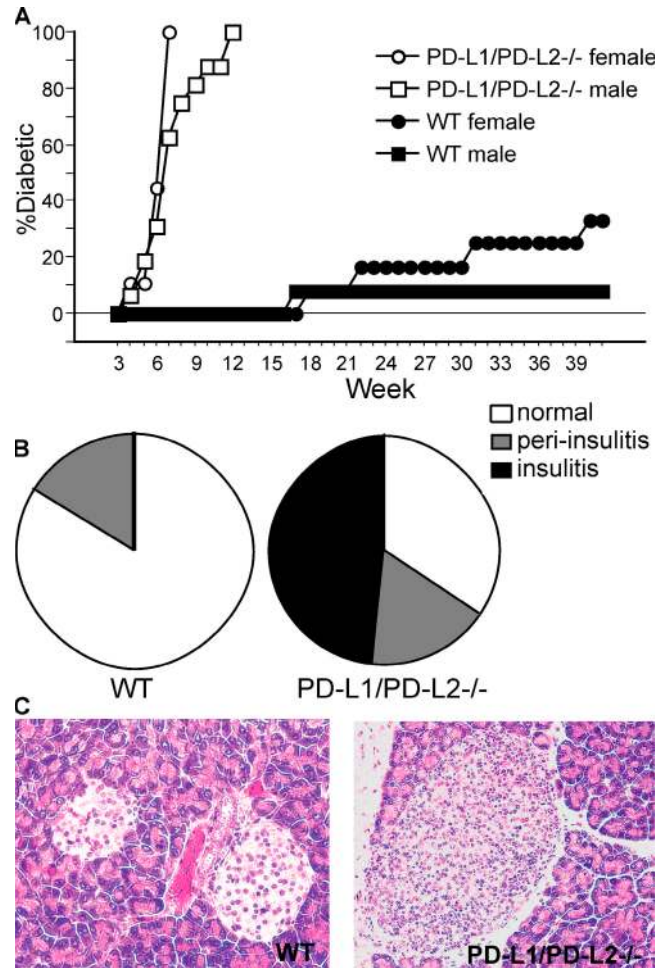 A
100
80
60
40
20
0
%Diabetic
PD-L1/PD-L2-/- female
PD-L1/PD-L2-/- male
WT female
WT male
3 6 9 12 15 18 21 24 27 30 33 36 39
Week
B
normal
peri-insulitis
insulitis
WT PD-L1/PD-L2-/-
C
WT PD-L1/PD-L2-/-